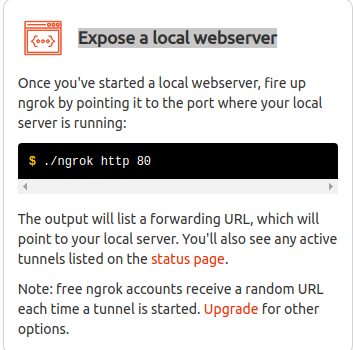 Expose a local webserver
Once you've started a local webserver, fire up
ngrok by pointing it to the port where your local
server is running:
$ ./ngrok http 80
The output will list a forwarding URL, which will
point to your local server. You'll also see any active
tunnels listed on the status page.
Note: free ngrok accounts receive a random URL
each time a tunnel is started. Upgrade for other
options.